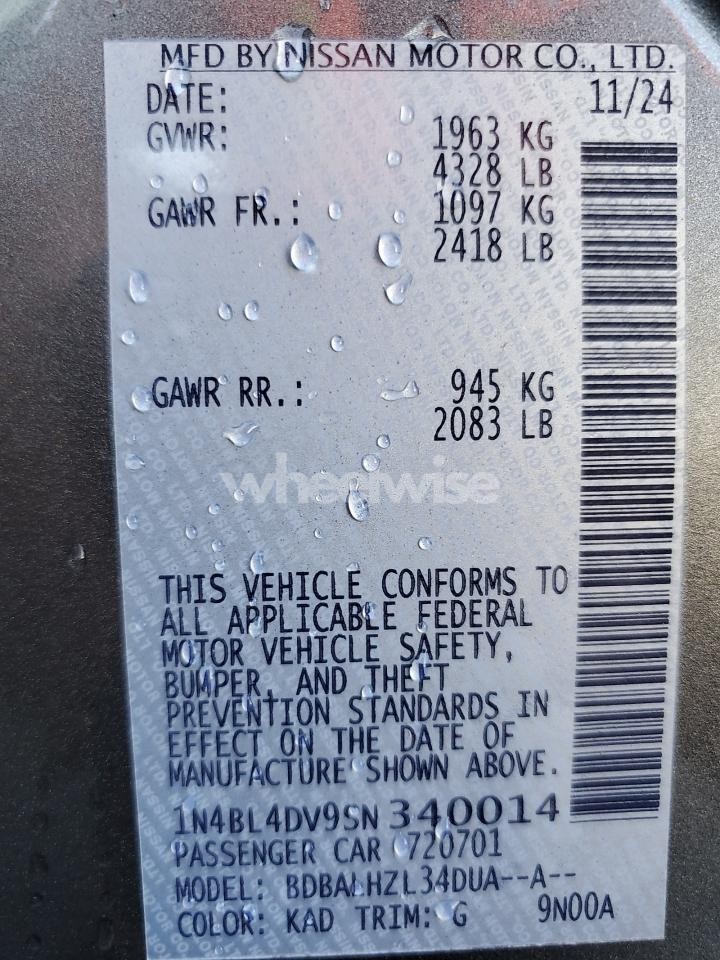 MFD BY NISSAN MOTOR CO., LTD.
DATE: 11/24
GVWR: 1963 KG
4328 LB
GAWR FR.: 1097 KG
2418 LB
GAWR RR.: 945 KG
2083 LB
wheelwise
THIS VEHICLE CONFORMS TO
ALL APPLICABLE FEDERAL
MOTOR VEHICLE SAFETY,
BUMPER, AND THEFT
PREVENTION STANDARDS IN
EFFECT ON THE DATE OF
MANUFACTURE SHOWN ABOVE.
1N4BL4DV9SN 340014
PASSENGER CAR 720701
MODEL: BDBALHZL34DUA--A--
COLOR: KAD TRIM: G 9N00A